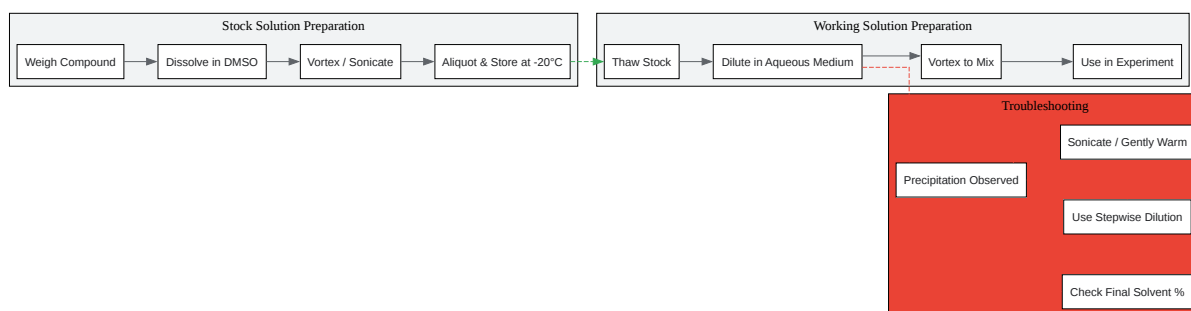 Stock Solution Preparation
Weigh Compound
Dissolve in DMSO
Vortex / Sonicate
Aliquot & Store at -20°C
Working Solution Preparation
Thaw Stock
Dilute in Aqueous Medium
Vortex to Mix
Use in Experiment
Troubleshooting
Sonicate / Gently Warm
Precipitation Observed
Use Stepwise Dilution
Check Final Solvent %